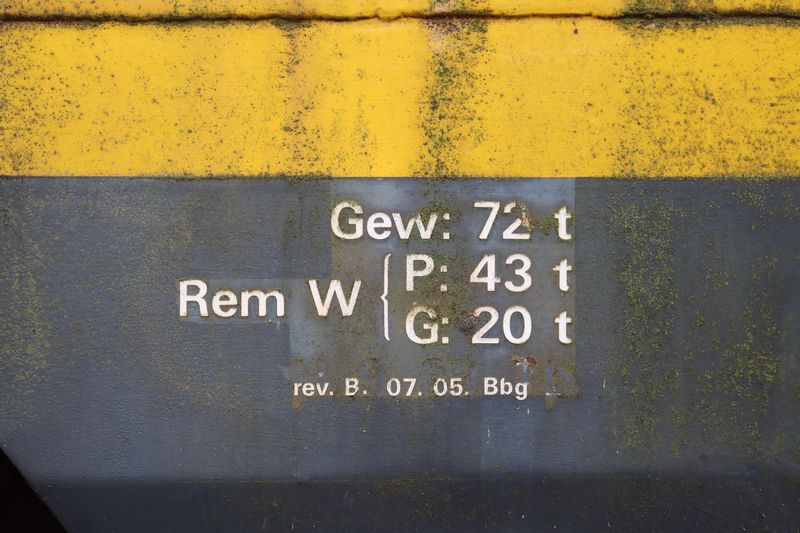 Gew: 72 t
Rem W { P: 43 t
G: 20 t
rev. B. 07. 05. Bbg